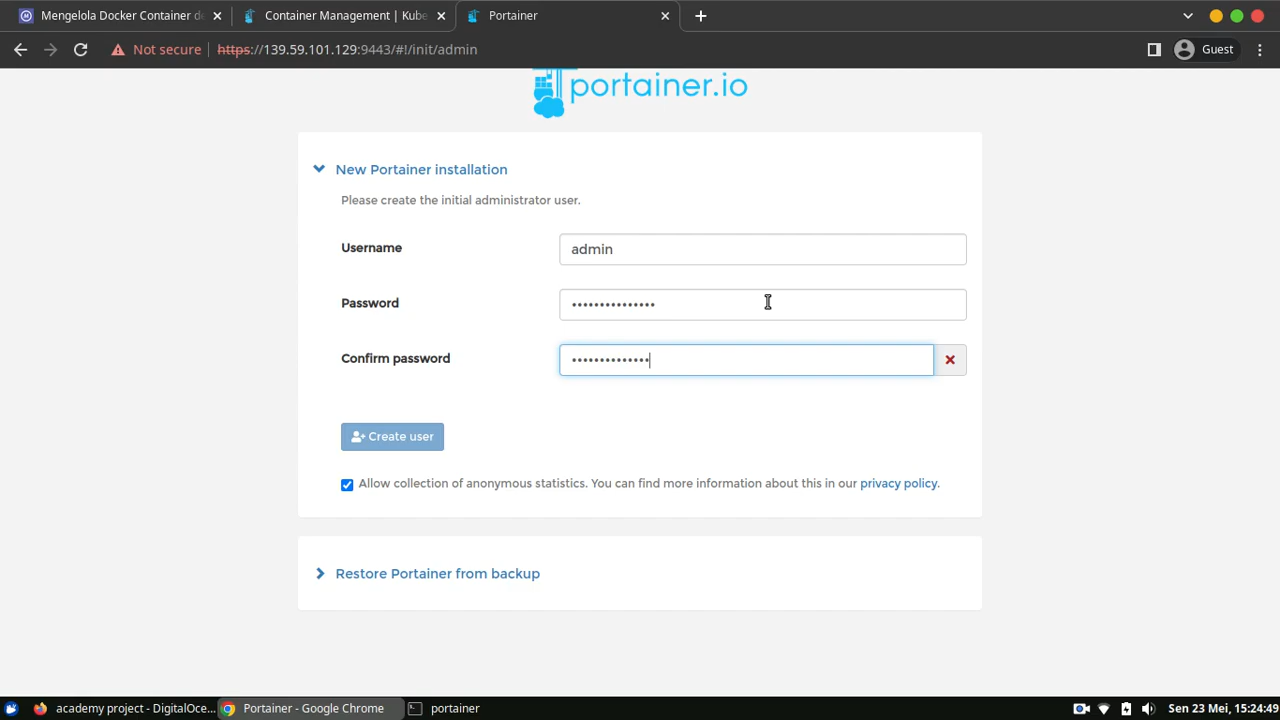 Mengelola Docker Container de
Container Management | Kube
Portainer
Not secure
https://139.59.101.129:9443/#!/init/admin
Guest
portainer.io
New Portainer installation
Please create the initial administrator user.
Username
admin
Password
•••••••••••••••
Confirm password
••••••••••••••
Create user
Allow collection of anonymous statistics. You can find more information about this in our privacy policy.
Restore Portainer from backup
academy project - DigitalOce...
Portainer - Google Chrome
portainer
Sen 23 Mei, 15:24:49